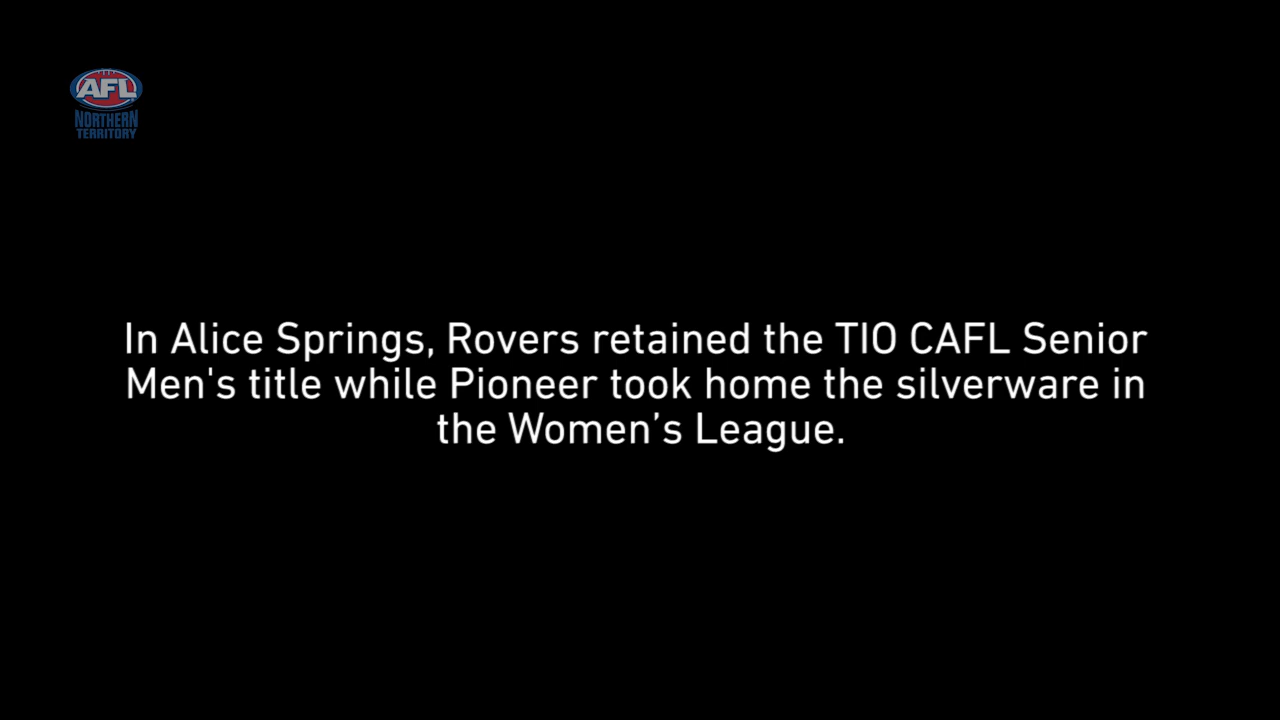 AFL
NORTHERN
TERRITORY
In Alice Springs, Rovers retained the TIO CAFL Senior
Men's title while Pioneer took home the silverware in
the Women’s League.